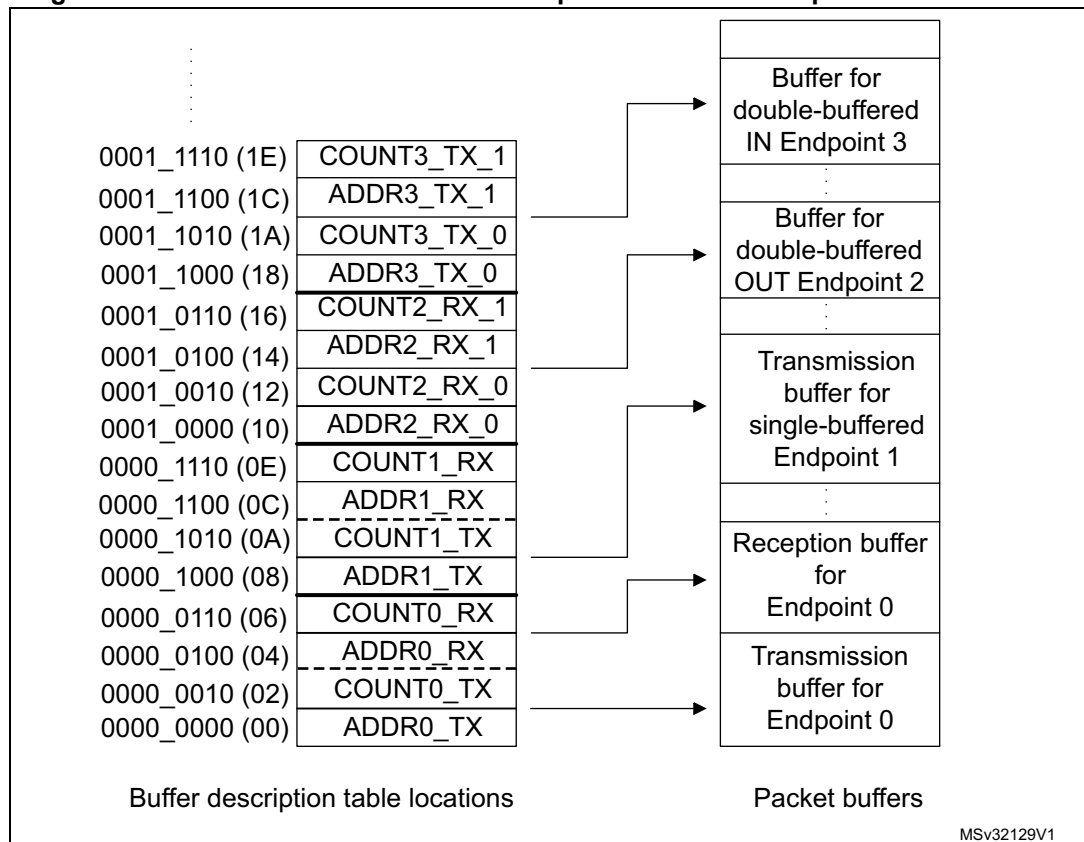 0001_1110 (1E) COUNT3_TX_1
0001_1100 (1C) ADDR3_TX_1
0001_1010 (1A) COUNT3_TX_0
0001_1000 (18) ADDR3_TX_0
0001_0110 (16) COUNT2_RX_1
0001_0100 (14) ADDR2_RX_1
0001_0010 (12) COUNT2_RX_0
0001_0000 (10) ADDR2_RX_0
0000_1110 (0E) COUNT1_RX
0000_1100 (0C) ADDR1_RX
0000_1010 (0A) COUNT1_TX
0000_1000 (08) ADDR1_TX
0000_0110 (06) COUNT0_RX
0000_0100 (04) ADDR0_RX
0000_0010 (02) COUNT0_TX
0000_0000 (00) ADDR0_TX
Buffer description table locations
Buffer for
double-buffered
IN Endpoint 3
Buffer for
double-buffered
OUT Endpoint 2
Transmission
buffer for
single-buffered
Endpoint 1
Reception buffer
for
Endpoint 0
Transmission
buffer for
Endpoint 0
Packet buffers
MSv32129V1